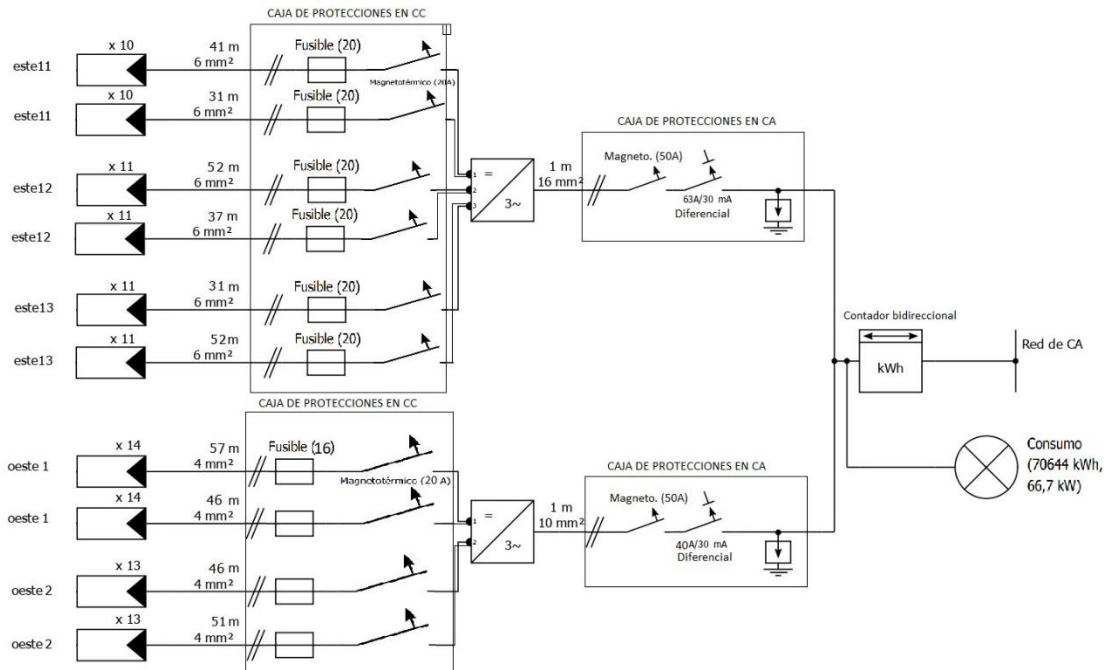 CAJA DE PROTECCIONES EN CC
este11
x 10
41 m
6 mm²
Fusible (20)
Magnetotérmico (20A)
este11
x 10
31 m
6 mm²
Fusible (20)
este12
x 11
52 m
6 mm²
Fusible (20)
este12
x 11
37 m
6 mm²
Fusible (20)
este13
x 11
31 m
6 mm²
Fusible (20)
este13
x 11
52 m
6 mm²
Fusible (20)
1
2
3
=
3~
1 m
16 mm²
CAJA DE PROTECCIONES EN CA
Magneto. (50A)
63A/30 mA
Diferencial
Contador bidireccional
kWh
Red de CA
Consumo
(70644 kWh,
66,7 kW)
CAJA DE PROTECCIONES EN CC
oeste 1
x 14
57 m
4 mm²
Fusible (16)
Magnetotérmico (20 A)
oeste 1
x 14
46 m
4 mm²
oeste 2
x 13
46 m
4 mm²
oeste 2
x 13
51 m
4 mm²
1
2
=
3~
1 m
10 mm²
CAJA DE PROTECCIONES EN CA
Magneto. (50A)
40A/30 mA
Diferencial